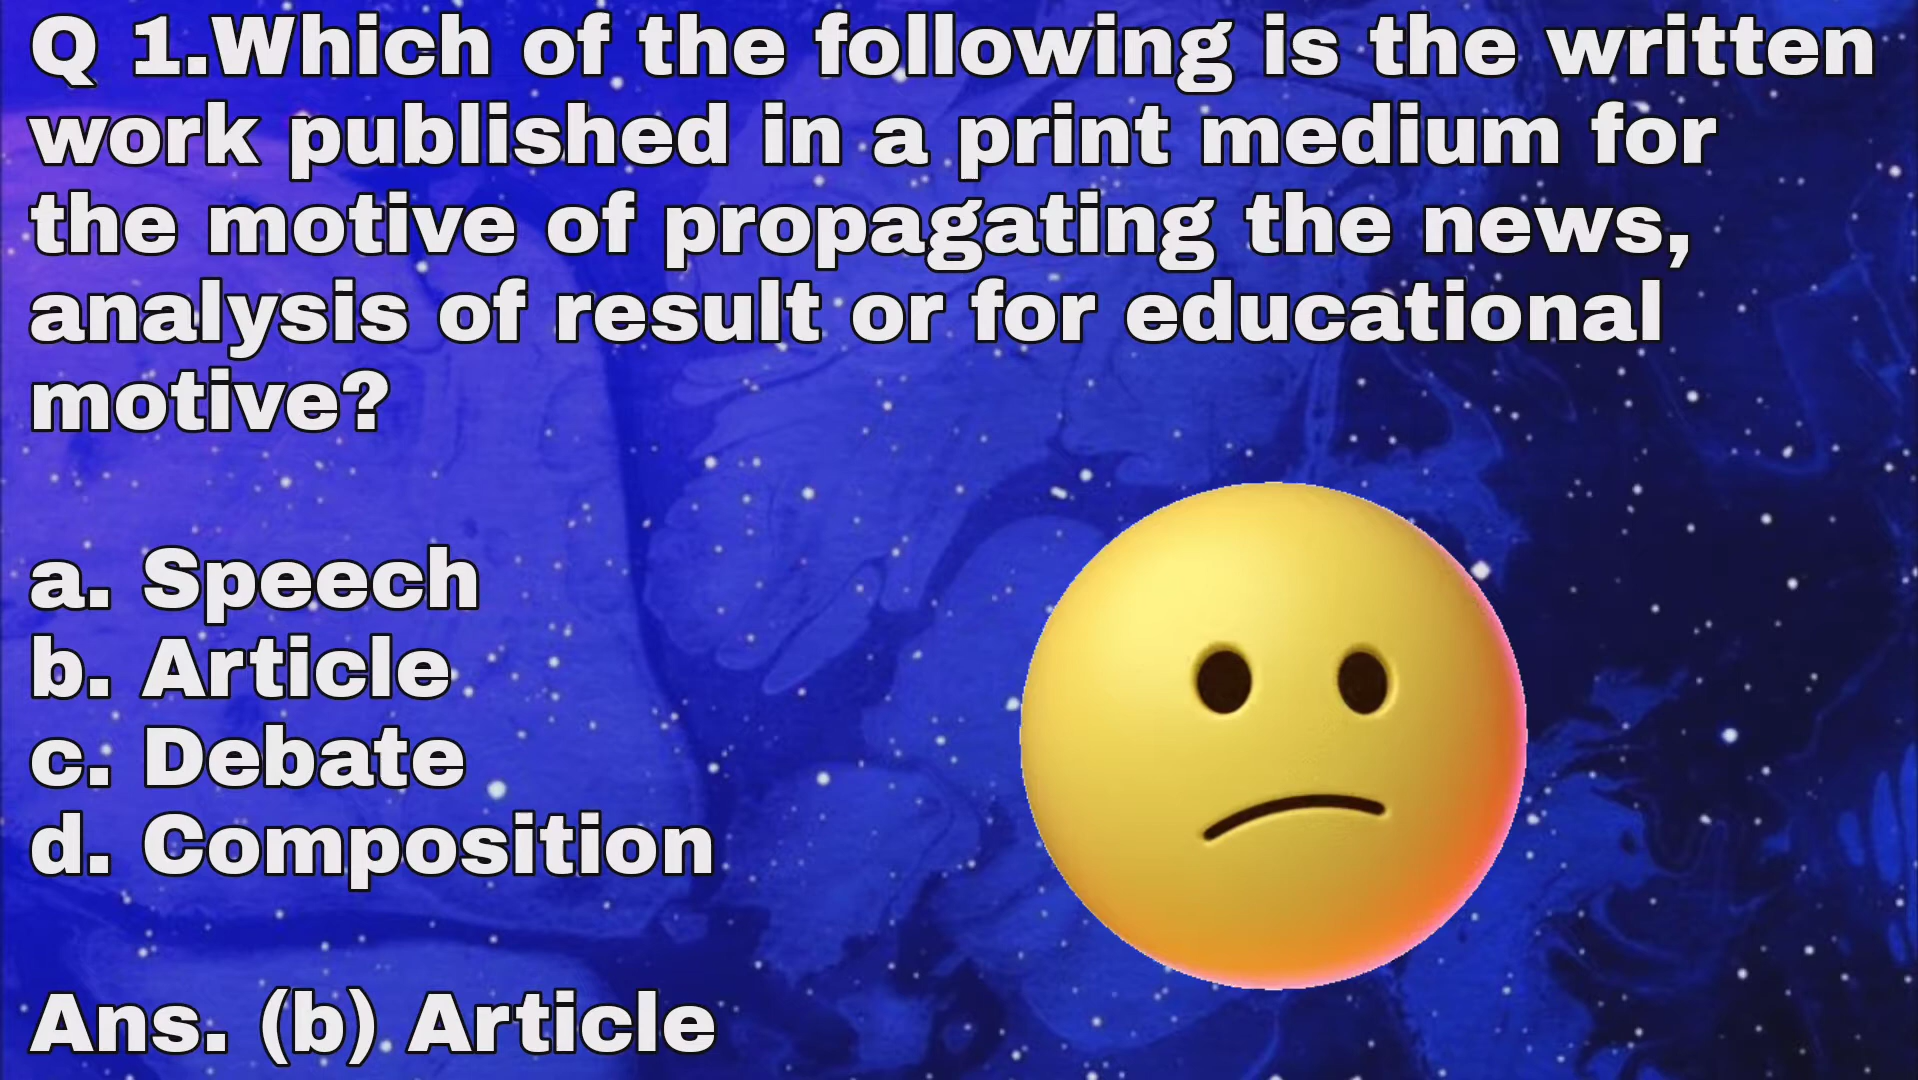 Q 1.Which of the following is the written
work published in a print medium for
the motive of propagating the news,
analysis of result or for educational
motive?
a. Speech
b. Article
c. Debate
d. Composition
Ans. (b) Article